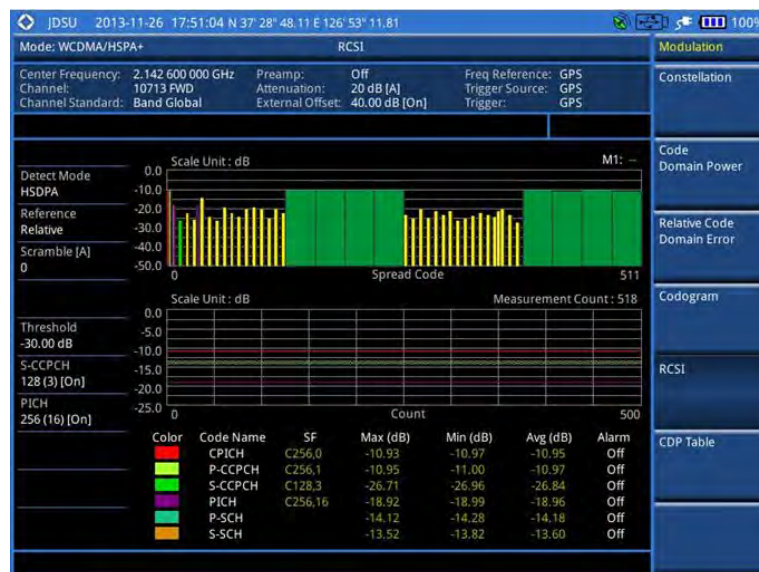 JDSU 2013-11-26 17:51:04 N 37° 28" 48.11 E 126° 53" 11.81 100%
Mode: WCDMA/HSPA+ RCSI
Center Frequency: 2.142 600 000 GHz Preamp: Off Freq Reference: GPS
Channel: 10713 FWD Attenuation: 20 dB [A] Trigger Source: GPS
Channel Standard: Band Global External Offset: 40.00 dB [On] Trigger: GPS
Detect Mode
HSDPA
Reference
Relative
Scramble [A]
0
Threshold
-30.00 dB
S-CCPCH
128 (3) [On]
PICH
256 (16) [On]
Scale Unit : dB M1: --
0.0
-10.0
-20.0
-30.0
-40.0
-50.0
0 Spread Code 511
Scale Unit : dB Measurement Count : 518
0.0
-5.0
-10.0
-15.0
-20.0
-25.0
0 Count 500
Color Code Name SF Max (dB) Min (dB) Avg (dB) Alarm
CPICH C256,0 -10.93 -10.97 -10.95 Off
P-CCPCH C256,1 -10.95 -11.00 -10.97 Off
S-CCPCH C128,3 -26.71 -26.96 -26.84 Off
PICH C256,16 -18.92 -18.99 -18.96 Off
P-SCH -14.12 -14.28 -14.18 Off
S-SCH -13.52 -13.82 -13.60 Off
Modulation
Constellation
Code
Domain Power
Relative Code
Domain Error
Codogram
RCSI
CDP Table